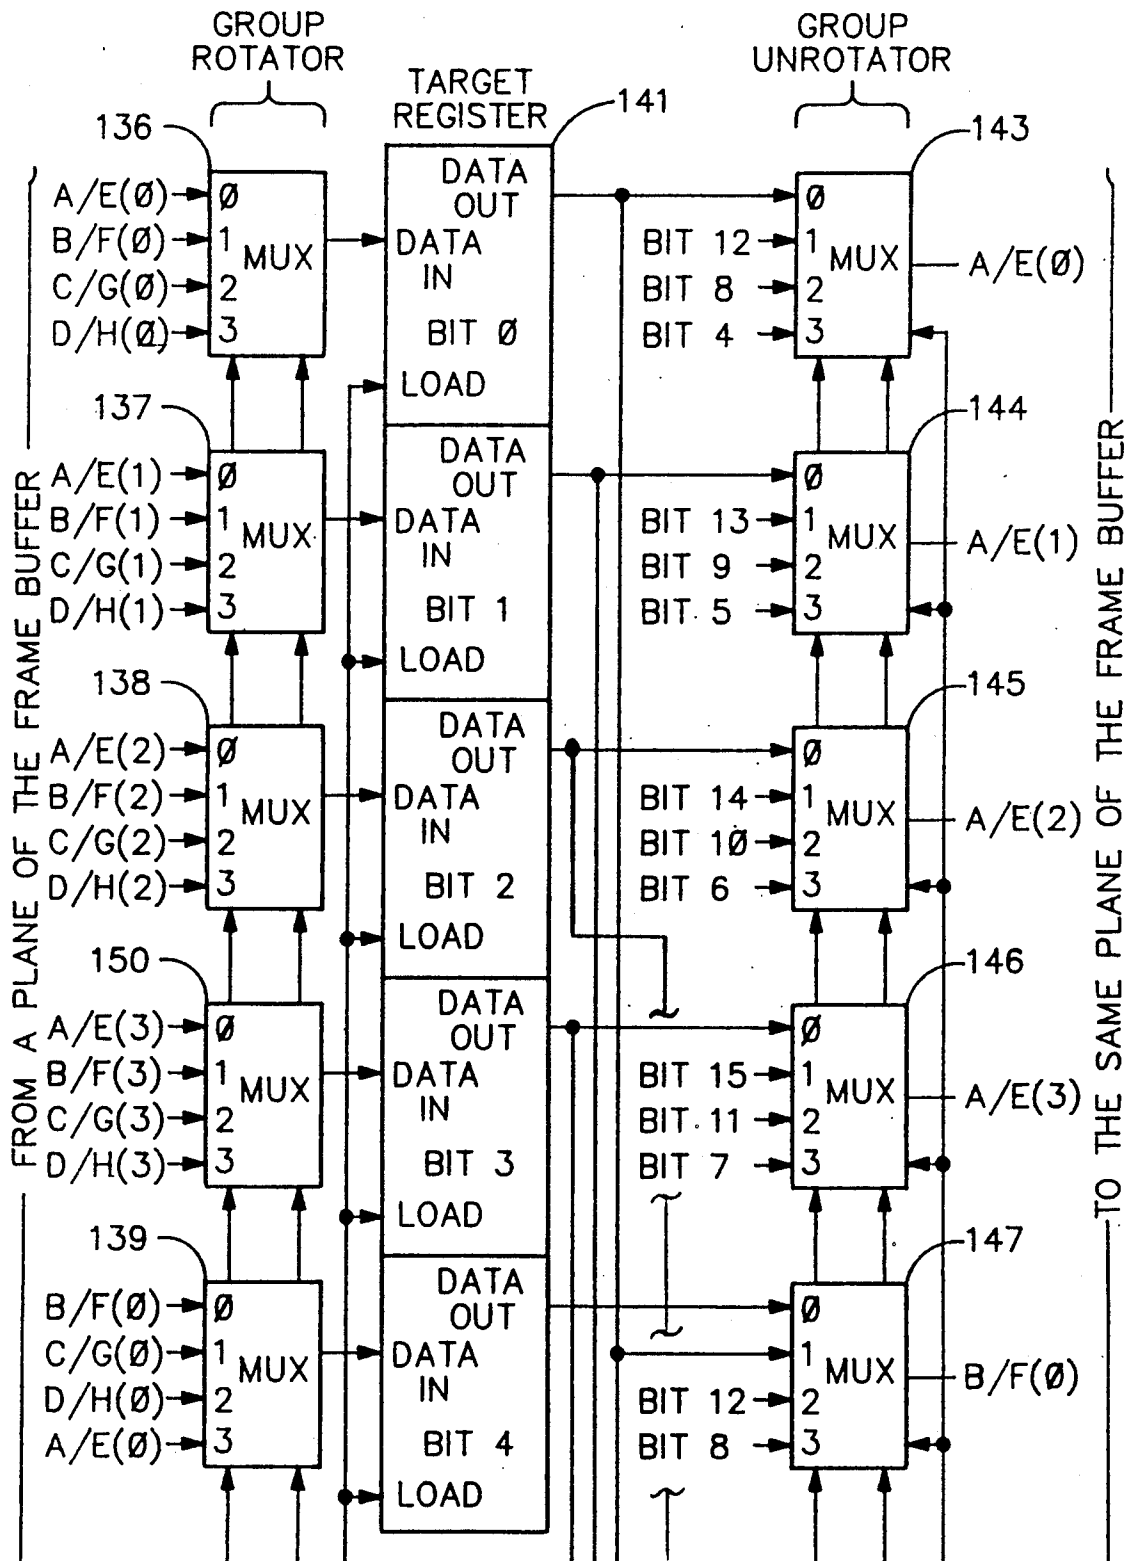 GROUP
ROTATOR
GROUP
UNROTATOR
TARGET
REGISTER
141
136
143
A/E(Ø)
B/F(Ø)
C/G(Ø)
D/H(Ø)
Ø
1
2
3
MUX
DATA
OUT
DATA
IN
BIT Ø
LOAD
BIT 12
BIT 8
BIT 4
Ø
1
2
3
MUX
A/E(Ø)
137
144
A/E(1)
B/F(1)
C/G(1)
D/H(1)
Ø
1
2
3
MUX
DATA
OUT
DATA
IN
BIT 1
LOAD
BIT 13
BIT 9
BIT 5
Ø
1
2
3
MUX
A/E(1)
138
145
A/E(2)
B/F(2)
C/G(2)
D/H(2)
Ø
1
2
3
MUX
DATA
OUT
DATA
IN
BIT 2
LOAD
BIT 14
BIT 1Ø
BIT 6
Ø
1
2
3
MUX
A/E(2)
150
146
A/E(3)
B/F(3)
C/G(3)
D/H(3)
Ø
1
2
3
MUX
DATA
OUT
DATA
IN
BIT 3
LOAD
BIT 15
BIT 11
BIT 7
Ø
1
2
3
MUX
A/E(3)
139
147
B/F(Ø)
C/G(Ø)
D/H(Ø)
A/E(Ø)
Ø
1
2
3
MUX
DATA
OUT
DATA
IN
BIT 4
LOAD
BIT 12
BIT 8
Ø
1
2
3
MUX
B/F(Ø)
FROM A PLANE OF THE FRAME BUFFER
TO THE SAME PLANE OF THE FRAME BUFFER